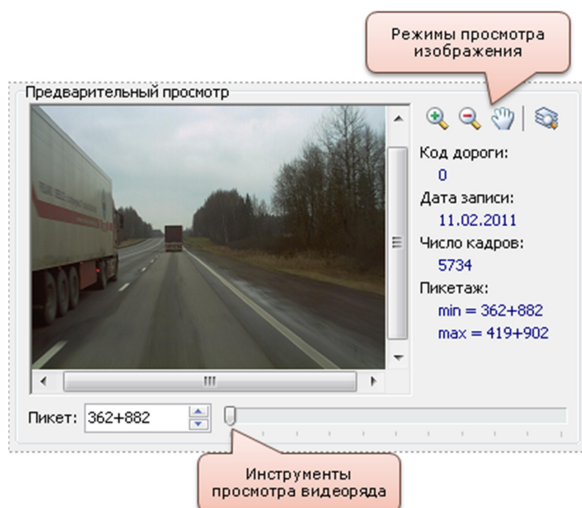 Режимы просмотра
изображения
Предварительный просмотр
Код дороги:
0
Дата записи:
11.02.2011
Число кадров:
5734
Пикетаж:
min = 362+882
max = 419+902
Пикет: 362+882
Инструменты
просмотра видеоряда